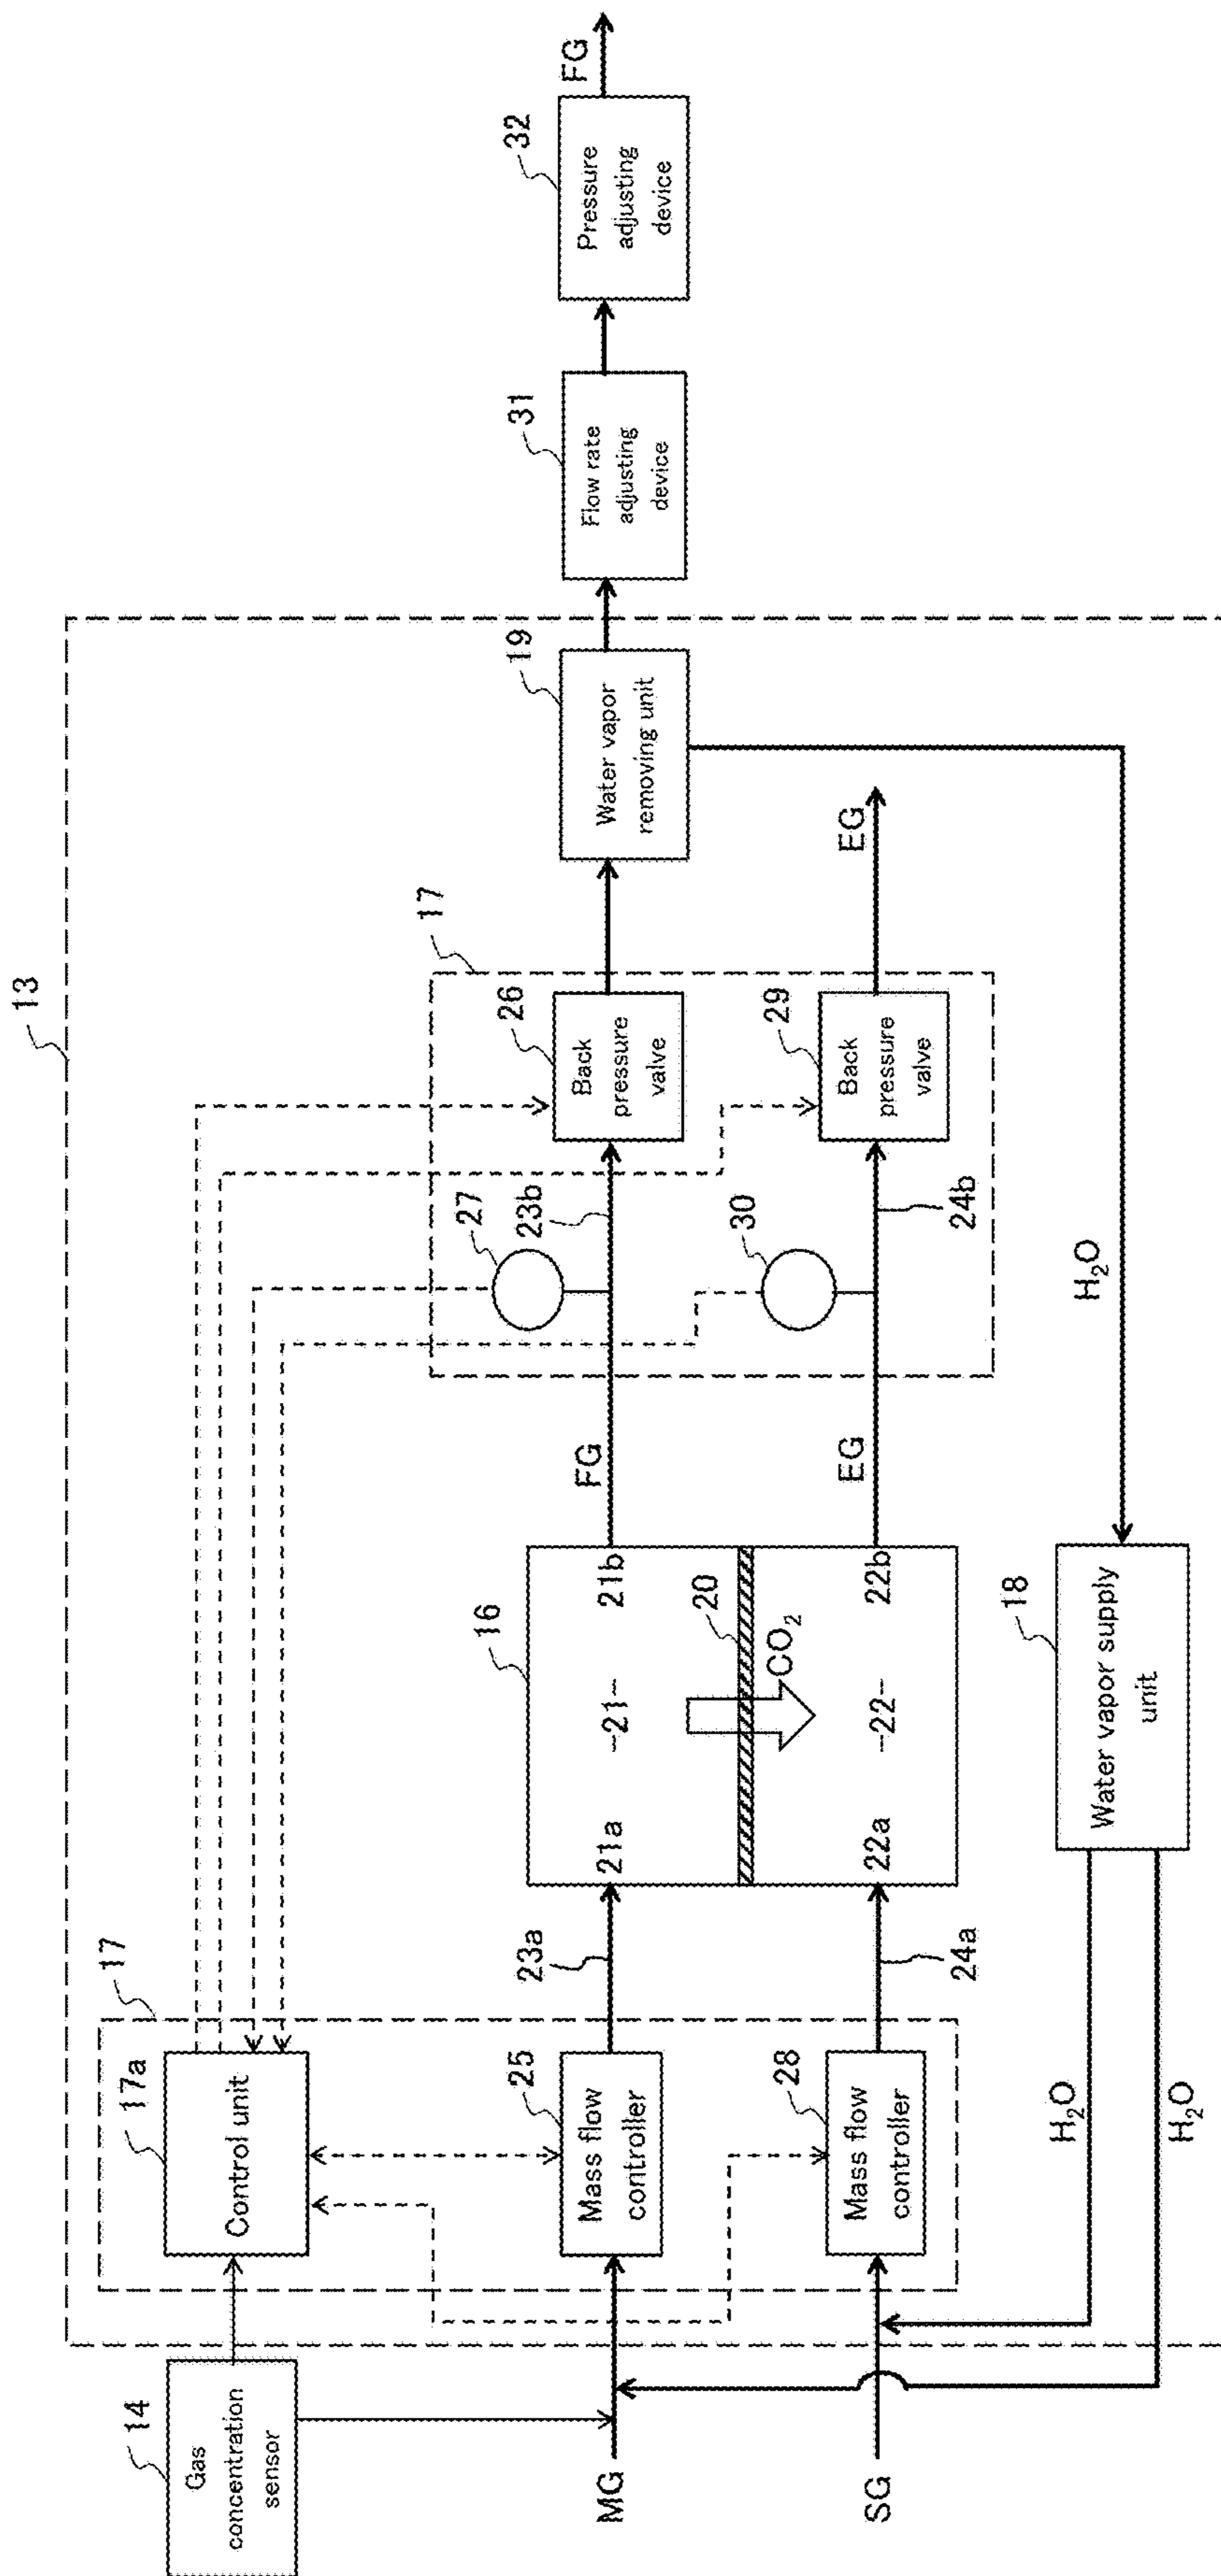 13
14
Gas
concentration
sensor
17
17a
Control unit
25
Mass flow
controller
28
Mass flow
controller
MG
SG
H₂O
H₂O
23a
24a
16
21a
-21-
21b
20
CO₂
22a
-22-
22b
18
Water vapor supply
unit
FG
EG
H₂O
17
27
23b
30
24b
26
Back
pressure
valve
29
Back
pressure
valve
EG
19
Water vapor
removing unit
31
Flow rate
adjusting
device
32
Pressure
adjusting
device
FG